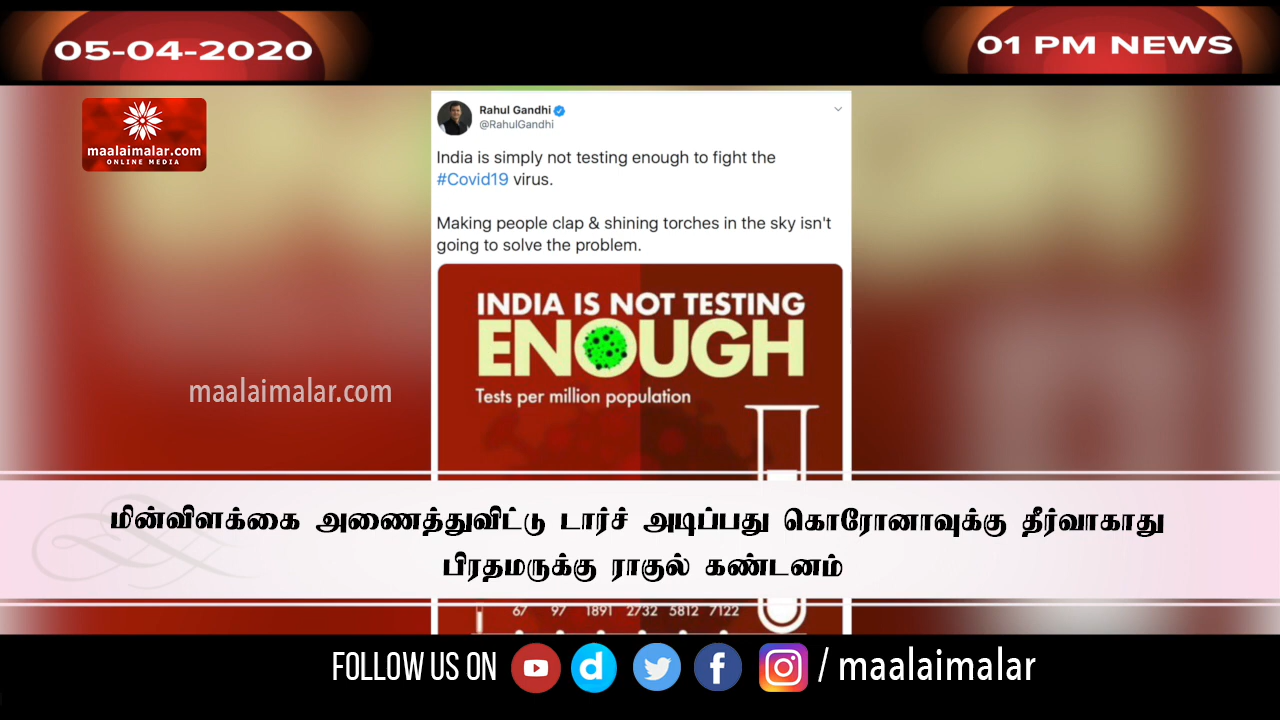 05-04-2020
01 PM NEWS
maalaimalar.com
ONLINE MEDIA
Rahul Gandhi
@RahulGandhi
India is simply not testing enough to fight the
#Covid19 virus.
Making people clap & shining torches in the sky isn't
going to solve the problem.
INDIA IS NOT TESTING
ENOUGH
Tests per million population
maalaimalar.com
மின்விளக்கை அணைத்துவிட்டு டார்ச் அடிப்பது கொரோனாவுக்கு தீர்வாகாது
பிரதமருக்கு ராகுல் கண்டனம்
67 97 1891 2732 5812 7122
FOLLOW US ON / maalaimalar